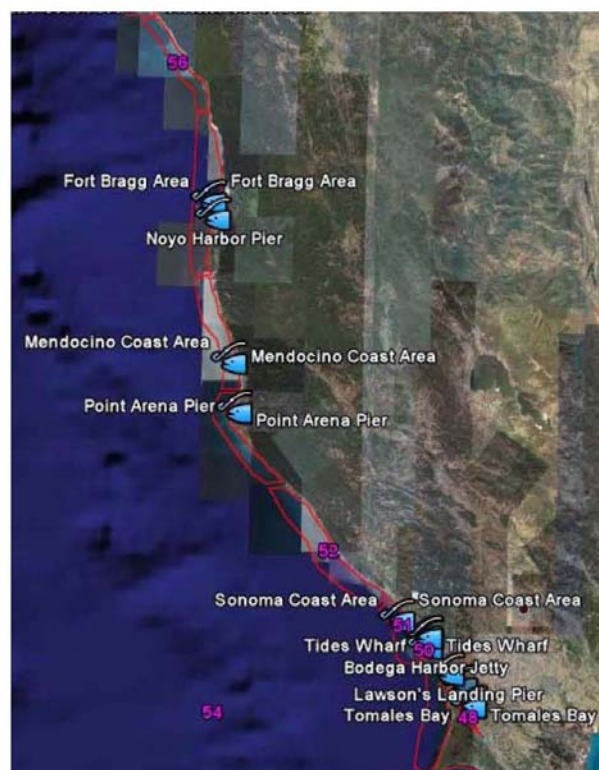 56
Fort Bragg Area Fort Bragg Area
Noyo Harbor Pier
Mendocino Coast Area Mendocino Coast Area
Point Arena Pier Point Arena Pier
52
Sonoma Coast Area Sonoma Coast Area
51
Tides Wharf 50 Tides Wharf
Bodega Harbor Jetty
Lawson's Landing Pier
54 Tomales Bay 48 Tomales Bay